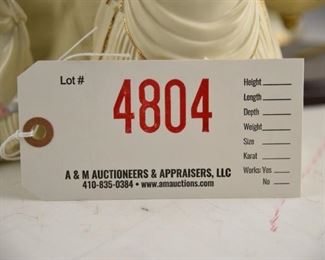 Lot #
4804
Height
Length
Depth
Weight
Size
Karat
Works: Yes
No
A & M AUCTIONEERS & APPRAISERS, LLC
410-835-0384 • www.amauctions.com